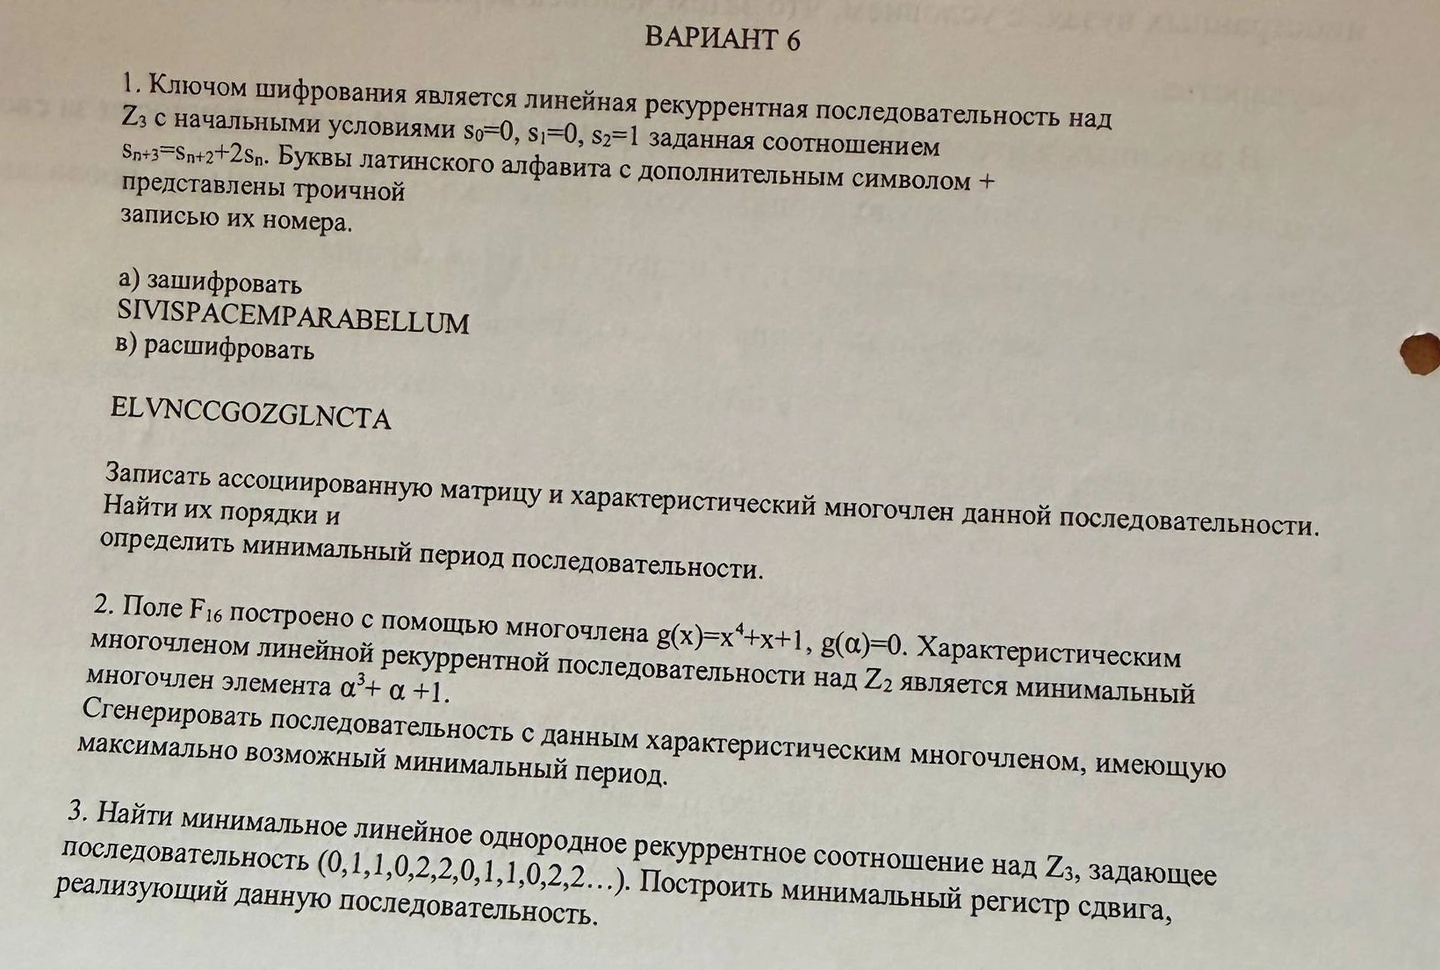 ВАРИАНТ 6
1. Ключом шифрования является линейная рекуррентная последовательность над
Z₃ с начальными условиями s₀=0, s₁=0, s₂=1 заданная соотношением
sₙ₊₃=sₙ₊₂+2sₙ. Буквы латинского алфавита с дополнительным символом +
представлены троичной
записью их номера.
а) зашифровать
SIVISPACEMPARABELLUM
в) расшифровать
ELVNCCGOZGLNCTA
Записать ассоциированную матрицу и характеристический многочлен данной последовательности.
Найти их порядки и
определить минимальный период последовательности.
2. Поле F₁₆ построено с помощью многочлена g(x)=x⁴+x+1, g(α)=0. Характеристическим
многочленом линейной рекуррентной последовательности над Z₂ является минимальный
многочлен элемента α³+ α +1.
Сгенерировать последовательность с данным характеристическим многочленом, имеющую
максимально возможный минимальный период.
3. Найти минимальное линейное однородное рекуррентное соотношение над Z₃, задающее
последовательность (0,1,1,0,2,2,0,1,1,0,2,2...). Построить минимальный регистр сдвига,
реализующий данную последовательность.